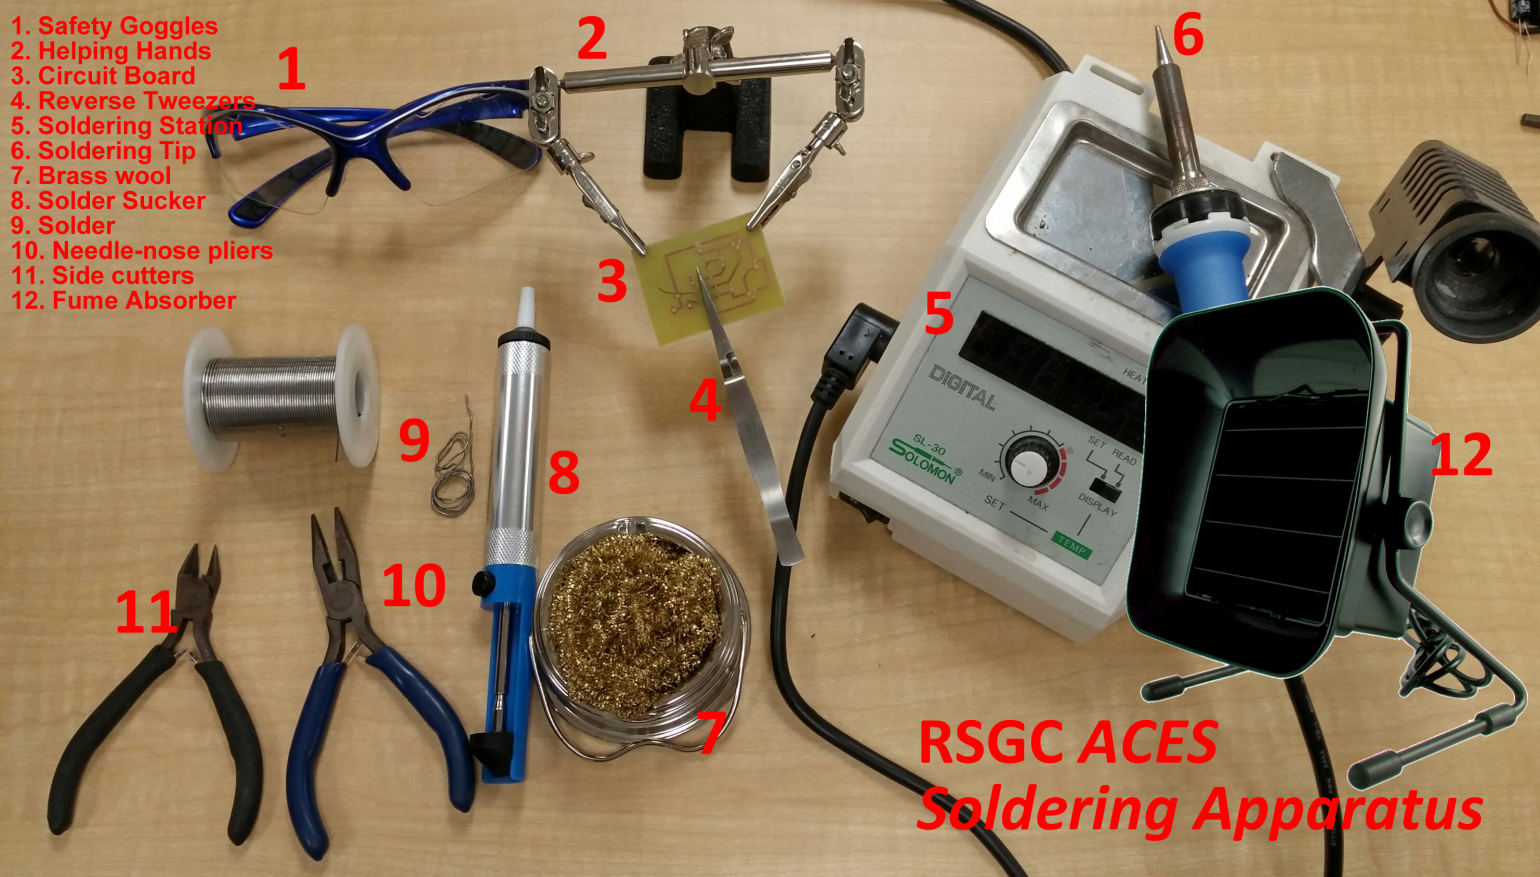 1. Safety Goggles
2. Helping Hands
3. Circuit Board
4. Reverse Tweezers
5. Soldering Station
6. Soldering Tip
7. Brass wool
8. Solder Sucker
9. Solder
10. Needle-nose pliers
11. Side cutters
12. Fume Absorber
1
2
6
3
5
4
9
8
12
10
11
7
HEAT
DIGITAL
SL-30
SOLOMON®
MIN
MAX
SET
SET
READ
DISPLAY
TEMP
RSGC ACES
Soldering Apparatus